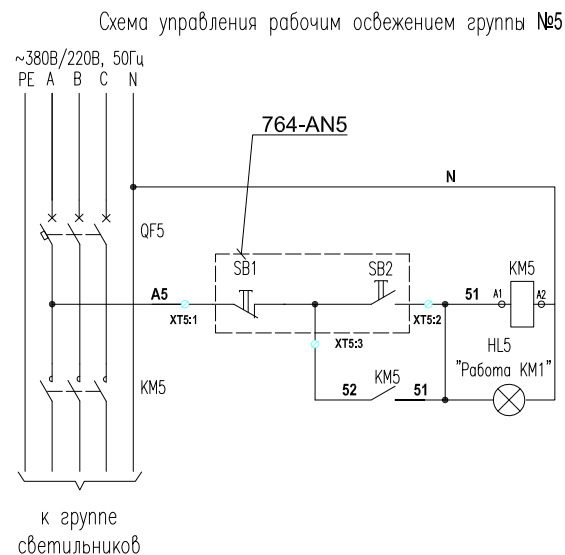 Схема управления рабочим освежением группы №5
~380В/220В, 50Гц
PE A B C N
764-AN5
N
QF5
SB1 SB2
KM5
A5
51
A1 A2
XT5:1
XT5:2
XT5:3
HL5
"Работа КМ1"
KM5
KM5
52 51
к группе
светильников